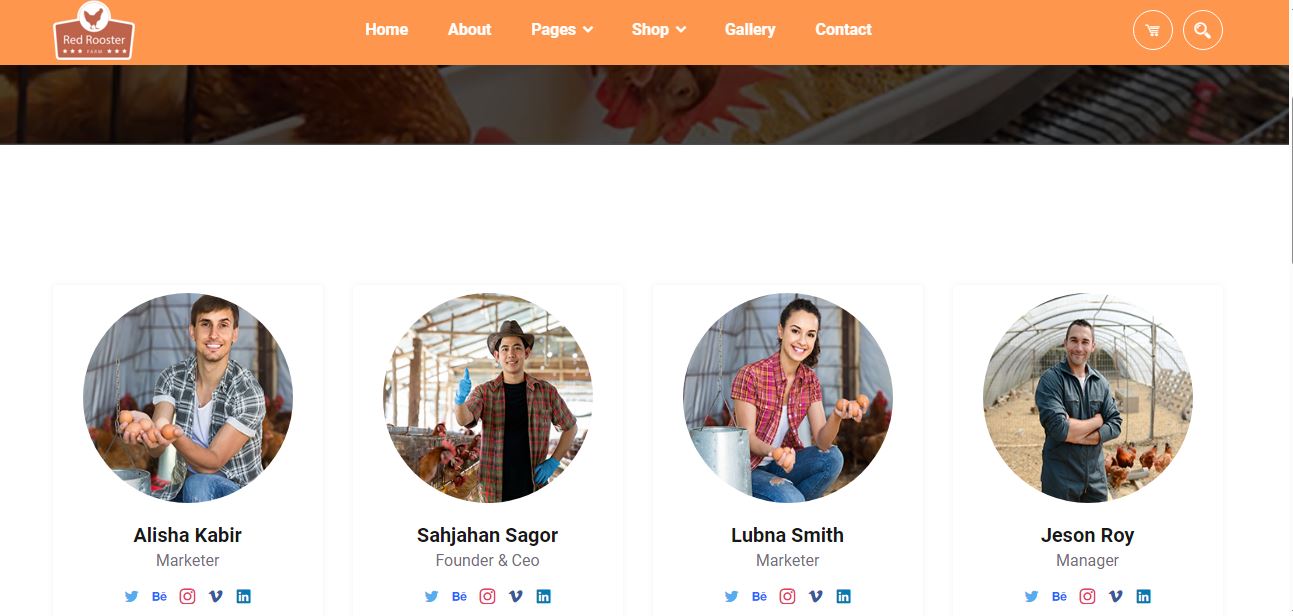 Red Rooster
FARM
Home About Pages Shop Gallery Contact
Alisha Kabir Sahjahan Sagor Lubna Smith Jeson Roy
Marketer Founder & Ceo Marketer Manager